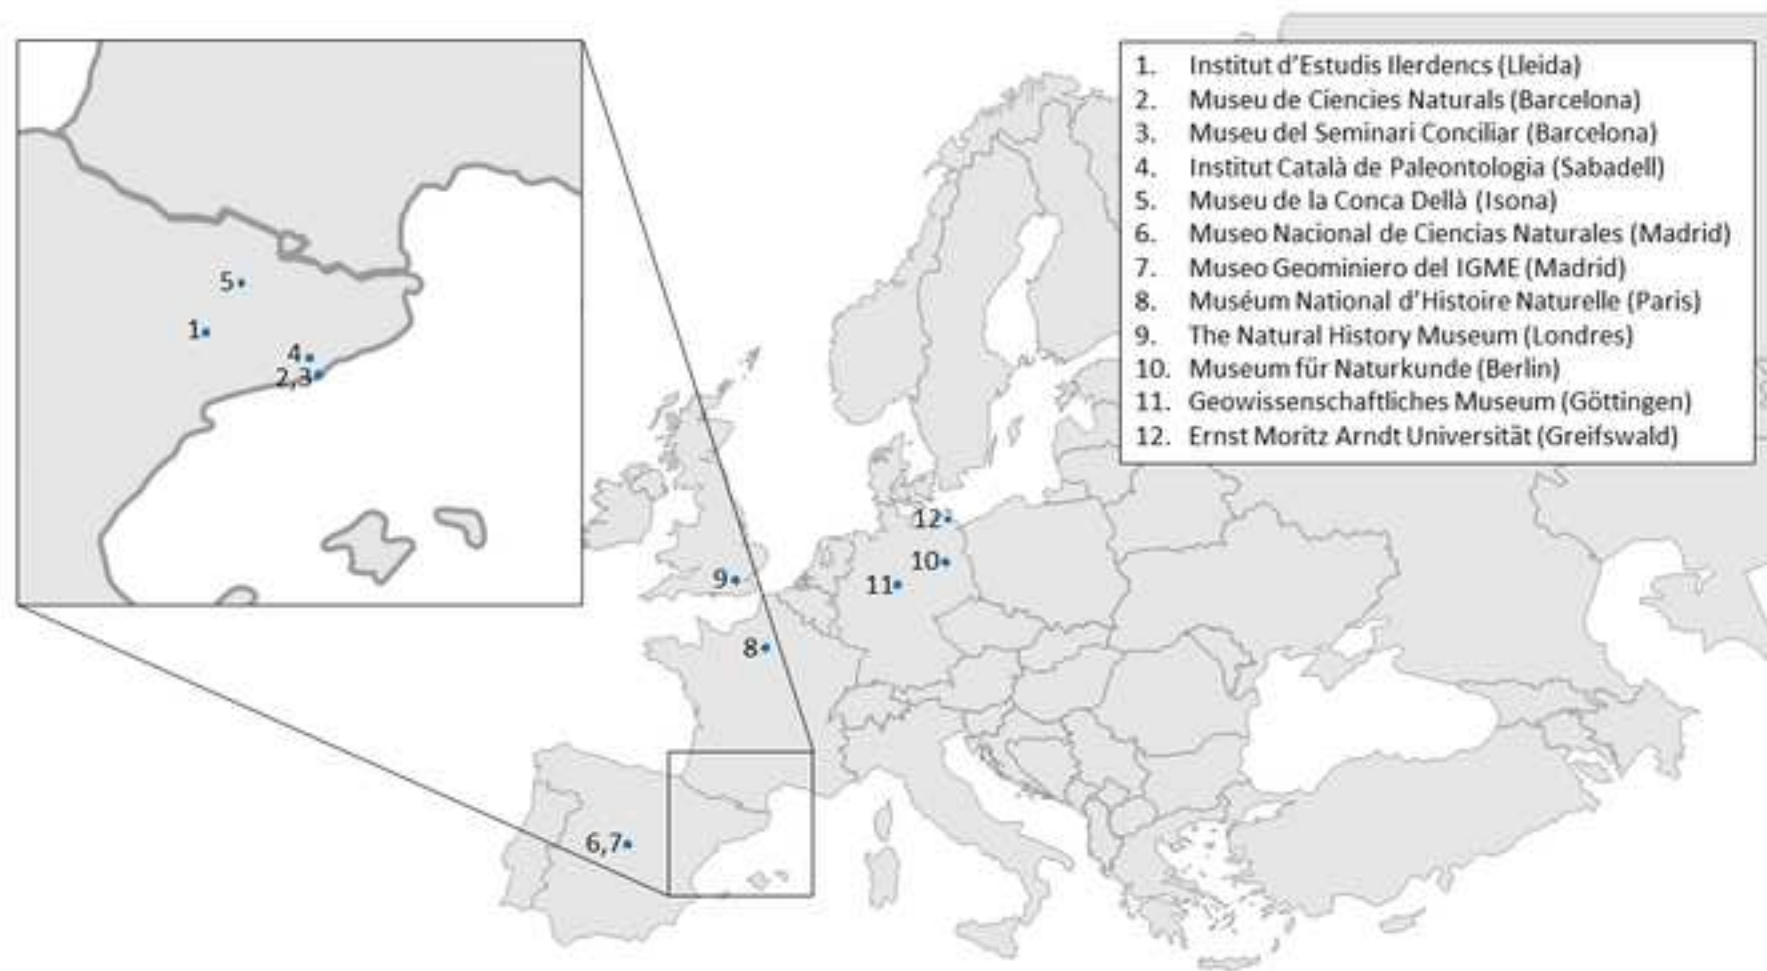 1. Institut d'Estudis Ilerdencs (Lleida)
2. Museu de Ciencies Naturals (Barcelona)
3. Museu del Seminari Conciliar (Barcelona)
4. Institut Català de Paleontologia (Sabadell)
5. Museu de la Conca Dellà (Isona)
6. Museo Nacional de Ciencias Naturales (Madrid)
7. Museo Geominiero del IGME (Madrid)
8. Muséum National d'Histoire Naturelle (Paris)
9. The Natural History Museum (Londres)
10. Museum für Naturkunde (Berlin)
11. Geowissenschaftliches Museum (Göttingen)
12. Ernst Moritz Arndt Universität (Greifswald)
5
1
4
2,3
12
10
11
9
8
6,7